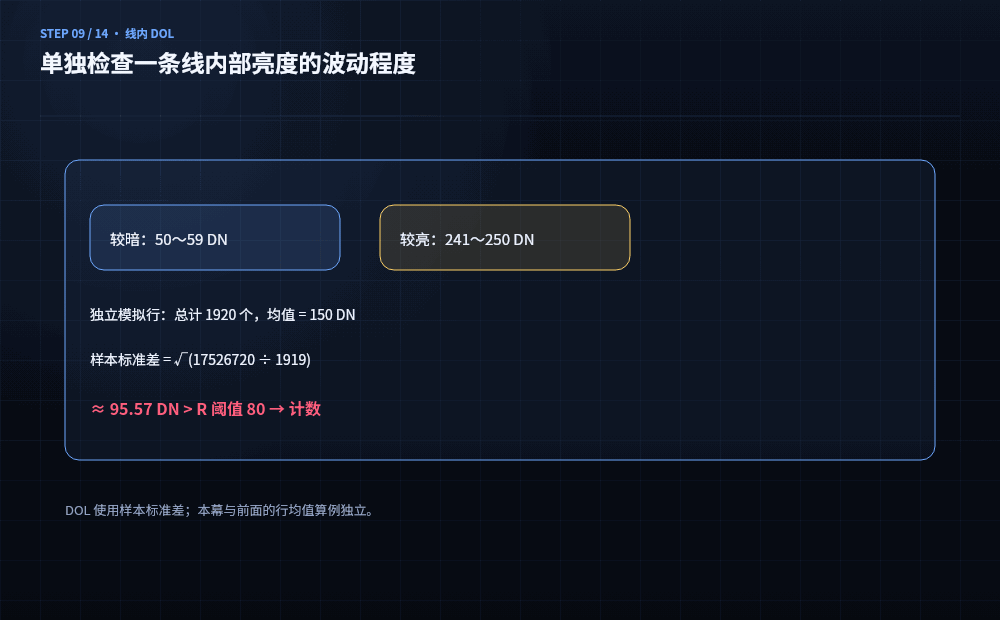 STEP 09 / 14 · 线内 DOL
单独检查一条线内部亮度的波动程度
较暗：50～59 DN
较亮：241～250 DN
独立模拟行：总计 1920 个，均值 = 150 DN
样本标准差 = √(17526720 ÷ 1919)
≈ 95.57 DN > R 阈值 80 → 计数
DOL 使用样本标准差；本幕与前面的行均值算例独立。